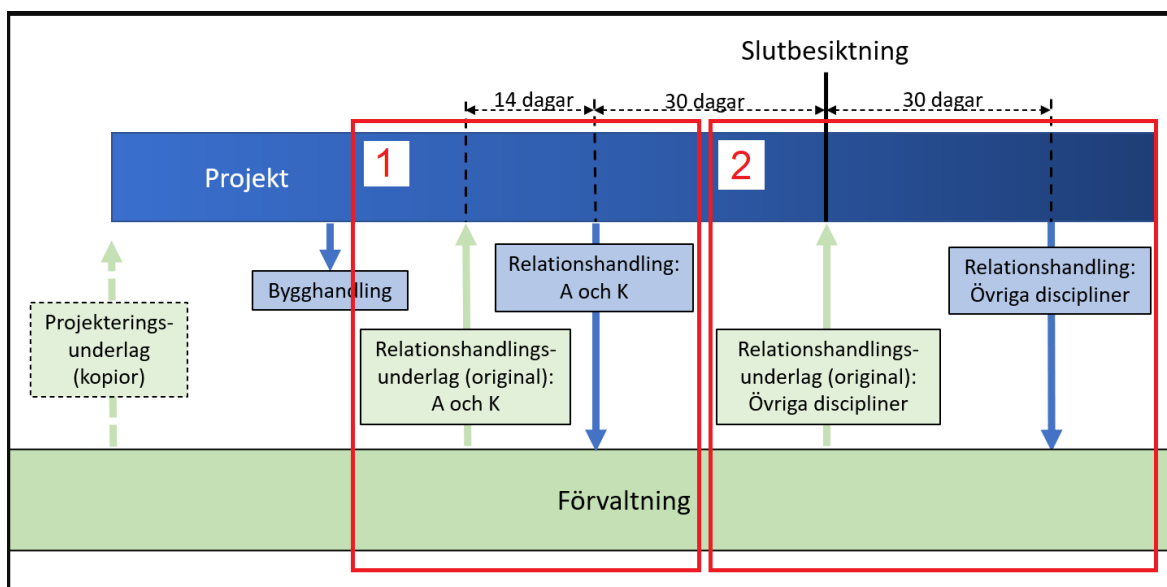 Slutbesiktning
14 dagar
30 dagar
30 dagar
1
2
Projekt
Bygghandling
Relationshandling:
A och K
Relationshandling:
Övriga discipliner
Projekterings-
underlag
(kopior)
Relationshandlings-
underlag (original):
A och K
Relationshandlings-
underlag (original):
Övriga discipliner
Förvaltning